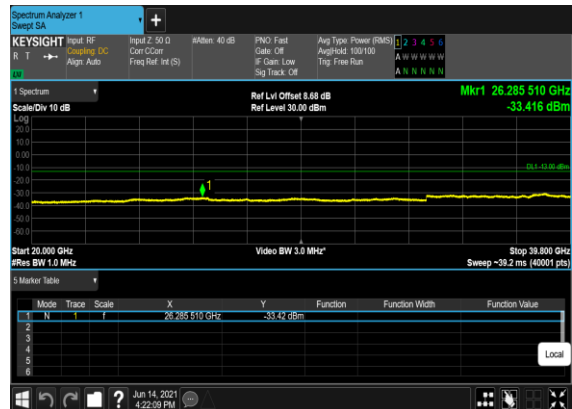 Spectrum Analyzer 1
Swept SA
+
KEYSIGHT Input: RF Input Z: 50 Ω #Atten: 40 dB PNO: Fast Avg Type: Power (RMS) 1 2 3 4 5 6
R T Coupling: DC Corr CCorr Gate: Off Avg|Hold: 100/100 A W W W W W
Align: Auto Freq Ref: Int (S) IF Gain: Low Trig: Free Run
LW Sig Track: Off A N N N N N
1 Spectrum Ref Lvl Offset 8.68 dB Mkr1 26.285 510 GHz
Scale/Div 10 dB Ref Level 30.00 dBm -33.416 dBm
Log
20.0
10.0
0.00
-10.0 DL1 -13.00 dBm
-20.0
-30.0 1
-40.0
-50.0
-60.0
Start 20.000 GHz Video BW 3.0 MHz* Stop 39.800 GHz
#Res BW 1.0 MHz Sweep ~39.2 ms (40001 pts)
5 Marker Table
Mode Trace Scale X Y Function Function Width Function Value
1 N 1 f 26.285 510 GHz -33.42 dBm
2
3
4
5
6
Local
? Jun 14, 2021
4:22:09 PM